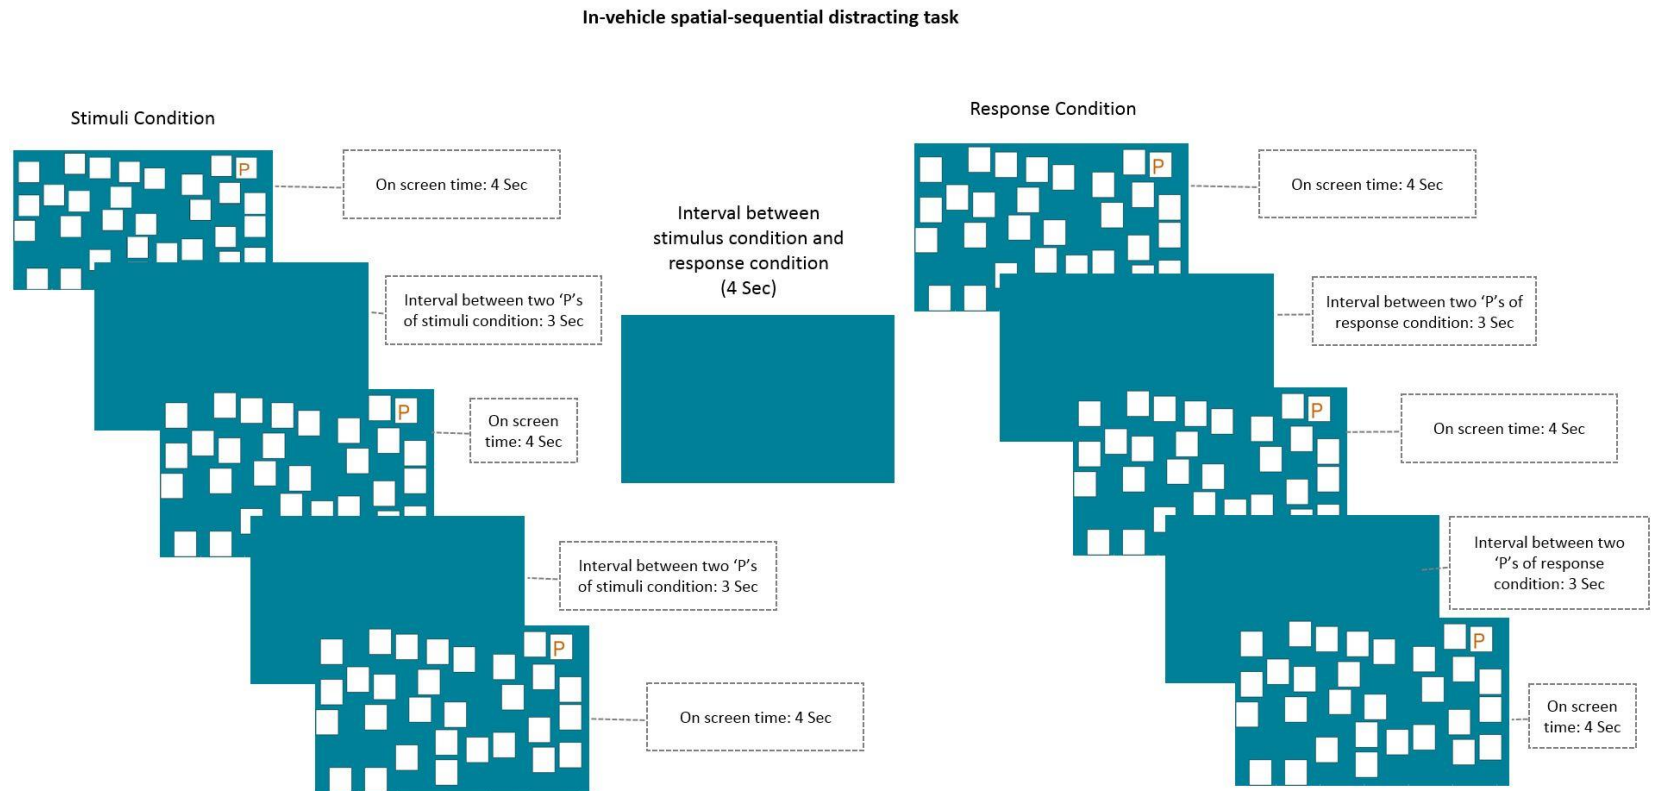 In-vehicle spatial-sequential distracting task
Stimuli Condition
P
On screen time: 4 Sec
Interval between two ‘P’s
of stimuli condition: 3 Sec
P
On screen
time: 4 Sec
Interval between two ‘P’s
of stimuli condition: 3 Sec
P
On screen time: 4 Sec
Interval between
stimulus condition and
response condition
(4 Sec)
Response Condition
P
On screen time: 4 Sec
Interval between two ‘P’s of
response condition: 3 Sec
P
On screen time: 4 Sec
Interval between two
‘P’s of response
condition: 3 Sec
P
On screen
time: 4 Sec